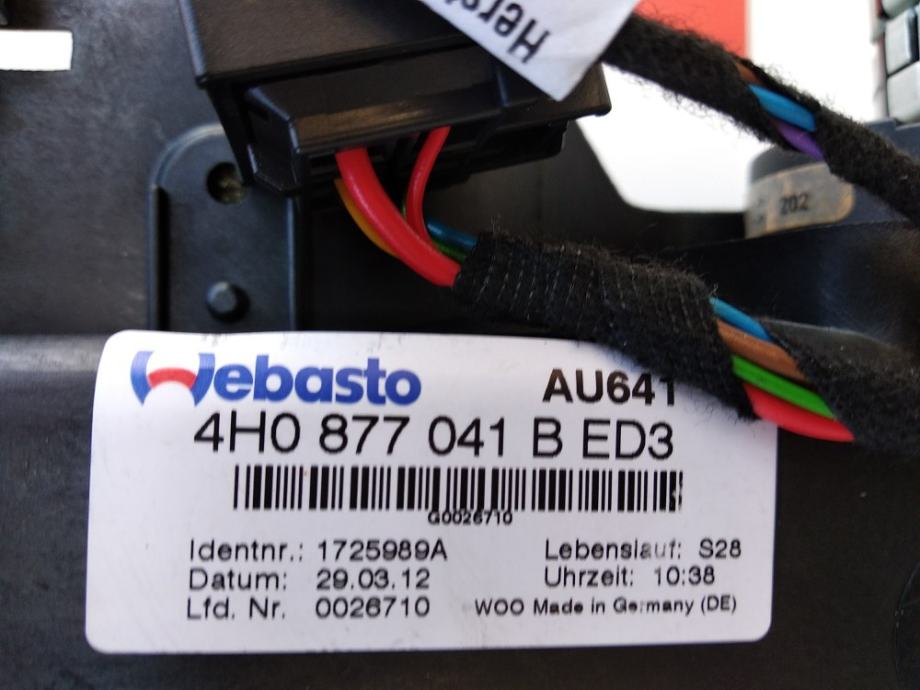 Herst
202
Webasto AU641
4H0 877 041 B ED3
G0026710
Identnr.: 1725989A Lebenslauf: S28
Datum: 29.03.12 Uhrzeit: 10:38
Lfd. Nr. 0026710 WOO Made in Germany (DE)